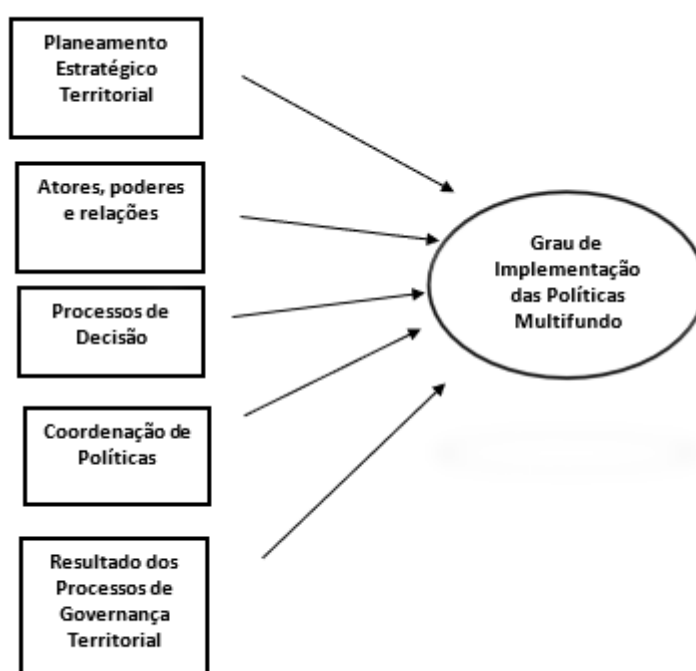 Planeamento
Estratégico
Territorial
Atores, poderes
e relações
Processos de
Decisão
Coordenação de
Políticas
Resultado dos
Processos de
Governança
Territorial
Grau de
Implementação
das Políticas
Multifundo